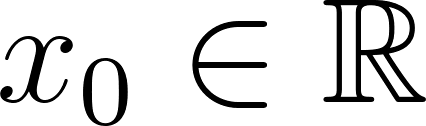 x₀ ∈ ℝ